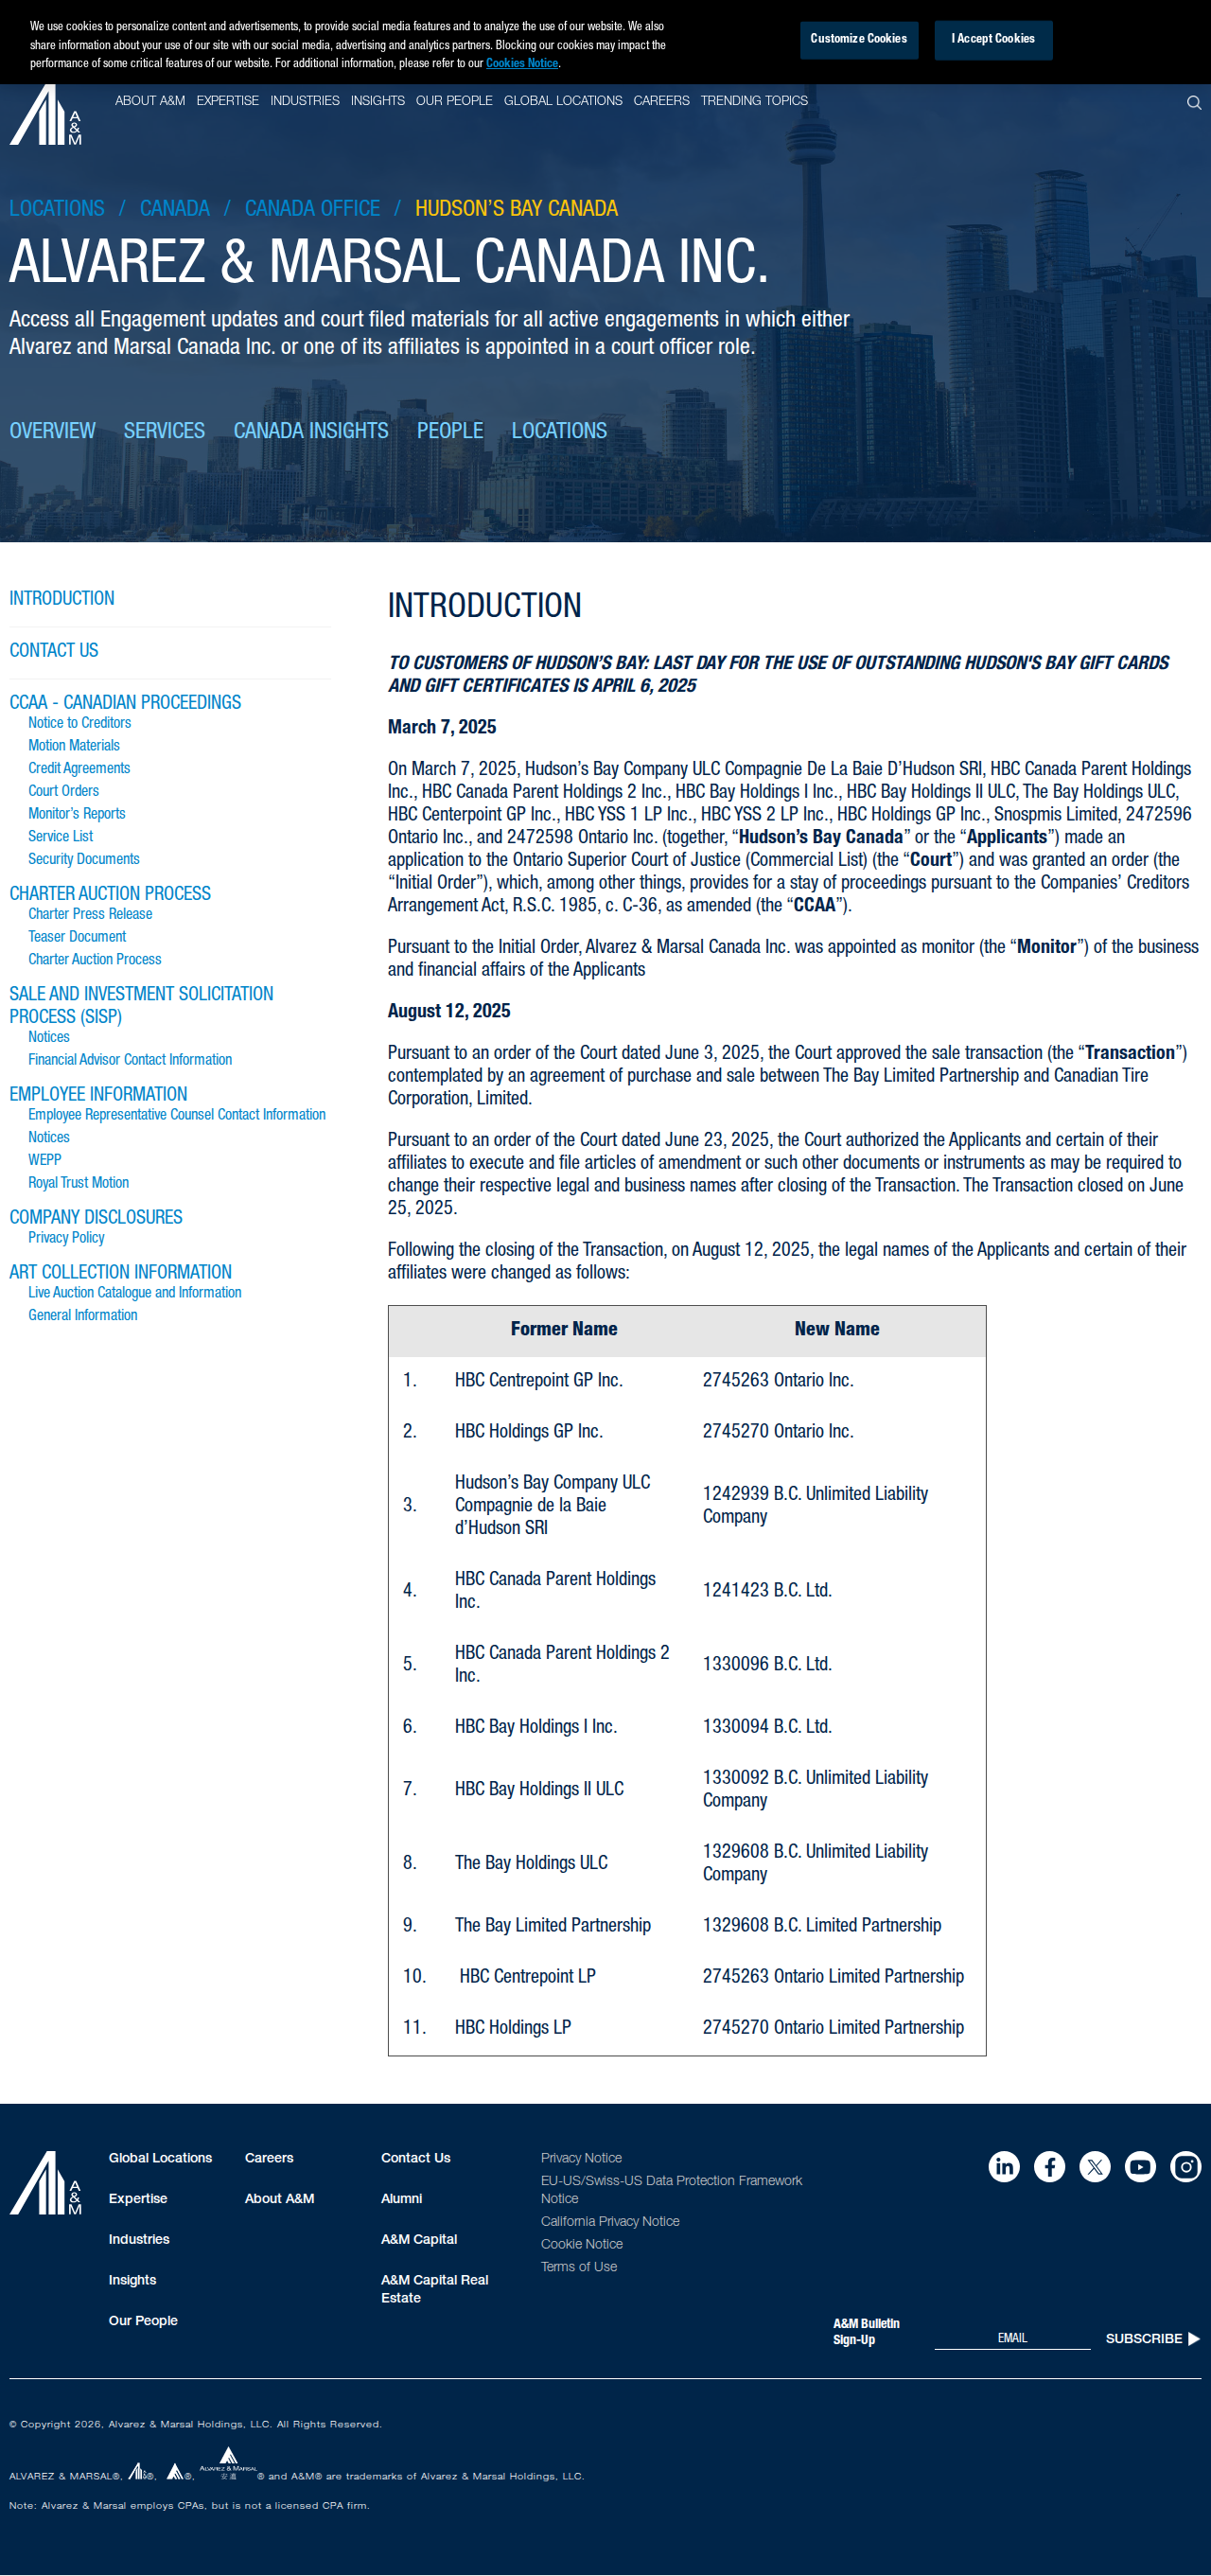 We use cookies to personalize content and advertisements, to provide social media features and to analyze the use of our website. We also
share information about your use of our site with our social media, advertising and analytics partners. Blocking our cookies may impact the
performance of some critical features of our website. For additional information, please refer to our Cookies Notice.
Customize Cookies
I Accept Cookies
A&M
ABOUT A&M EXPERTISE INDUSTRIES INSIGHTS OUR PEOPLE GLOBAL LOCATIONS CAREERS TRENDING TOPICS
LOCATIONS / CANADA / CANADA OFFICE / HUDSON’S BAY CANADA
ALVAREZ & MARSAL CANADA INC.
Access all Engagement updates and court filed materials for all active engagements in which either
Alvarez and Marsal Canada Inc. or one of its affiliates is appointed in a court officer role.
OVERVIEW SERVICES CANADA INSIGHTS PEOPLE LOCATIONS
INTRODUCTION
CONTACT US
CCAA - CANADIAN PROCEEDINGS
Notice to Creditors
Motion Materials
Credit Agreements
Court Orders
Monitor’s Reports
Service List
Security Documents
CHARTER AUCTION PROCESS
Charter Press Release
Teaser Document
Charter Auction Process
SALE AND INVESTMENT SOLICITATION
PROCESS (SISP)
Notices
Financial Advisor Contact Information
EMPLOYEE INFORMATION
Employee Representative Counsel Contact Information
Notices
WEPP
Royal Trust Motion
COMPANY DISCLOSURES
Privacy Policy
ART COLLECTION INFORMATION
Live Auction Catalogue and Information
General Information
INTRODUCTION
TO CUSTOMERS OF HUDSON’S BAY: LAST DAY FOR THE USE OF OUTSTANDING HUDSON'S BAY GIFT CARDS
AND GIFT CERTIFICATES IS APRIL 6, 2025
March 7, 2025
On March 7, 2025, Hudson’s Bay Company ULC Compagnie De La Baie D’Hudson SRI, HBC Canada Parent Holdings
Inc., HBC Canada Parent Holdings 2 Inc., HBC Bay Holdings I Inc., HBC Bay Holdings II ULC, The Bay Holdings ULC,
HBC Centerpoint GP Inc., HBC YSS 1 LP Inc., HBC YSS 2 LP Inc., HBC Holdings GP Inc., Snospmis Limited, 2472596
Ontario Inc., and 2472598 Ontario Inc. (together, “Hudson’s Bay Canada” or the “Applicants”) made an
application to the Ontario Superior Court of Justice (Commercial List) (the “Court”) and was granted an order (the
“Initial Order”), which, among other things, provides for a stay of proceedings pursuant to the Companies’ Creditors
Arrangement Act, R.S.C. 1985, c. C-36, as amended (the “CCAA”).
Pursuant to the Initial Order, Alvarez & Marsal Canada Inc. was appointed as monitor (the “Monitor”) of the business
and financial affairs of the Applicants
August 12, 2025
Pursuant to an order of the Court dated June 3, 2025, the Court approved the sale transaction (the “Transaction”)
contemplated by an agreement of purchase and sale between The Bay Limited Partnership and Canadian Tire
Corporation, Limited.
Pursuant to an order of the Court dated June 23, 2025, the Court authorized the Applicants and certain of their
affiliates to execute and file articles of amendment or such other documents or instruments as may be required to
change their respective legal and business names after closing of the Transaction. The Transaction closed on June
25, 2025.
Following the closing of the Transaction, on August 12, 2025, the legal names of the Applicants and certain of their
affiliates were changed as follows:
Former Name New Name
1. HBC Centrepoint GP Inc. 2745263 Ontario Inc.
2. HBC Holdings GP Inc. 2745270 Ontario Inc.
3. Hudson’s Bay Company ULC
Compagnie de la Baie
d’Hudson SRI
1242939 B.C. Unlimited Liability
Company
4. HBC Canada Parent Holdings
Inc.
1241423 B.C. Ltd.
5. HBC Canada Parent Holdings 2
Inc.
1330096 B.C. Ltd.
6. HBC Bay Holdings I Inc. 1330094 B.C. Ltd.
7. HBC Bay Holdings II ULC
1330092 B.C. Unlimited Liability
Company
8. The Bay Holdings ULC
1329608 B.C. Unlimited Liability
Company
9. The Bay Limited Partnership 1329608 B.C. Limited Partnership
10. HBC Centrepoint LP 2745263 Ontario Limited Partnership
11. HBC Holdings LP 2745270 Ontario Limited Partnership
A&M
Global Locations
Expertise
Industries
Insights
Our People
Careers
About A&M
Contact Us
Alumni
A&M Capital
A&M Capital Real
Estate
Privacy Notice
EU-US/Swiss-US Data Protection Framework
Notice
California Privacy Notice
Cookie Notice
Terms of Use
A&M Bulletin
Sign-Up
EMAIL
SUBSCRIBE
© Copyright 2026, Alvarez & Marsal Holdings, LLC. All Rights Reserved.
ALVAREZ & MARSAL®, ®, ®, ALVAREZ & MARSAL ® and A&M® are trademarks of Alvarez & Marsal Holdings, LLC.
Note: Alvarez & Marsal employs CPAs, but is not a licensed CPA firm.